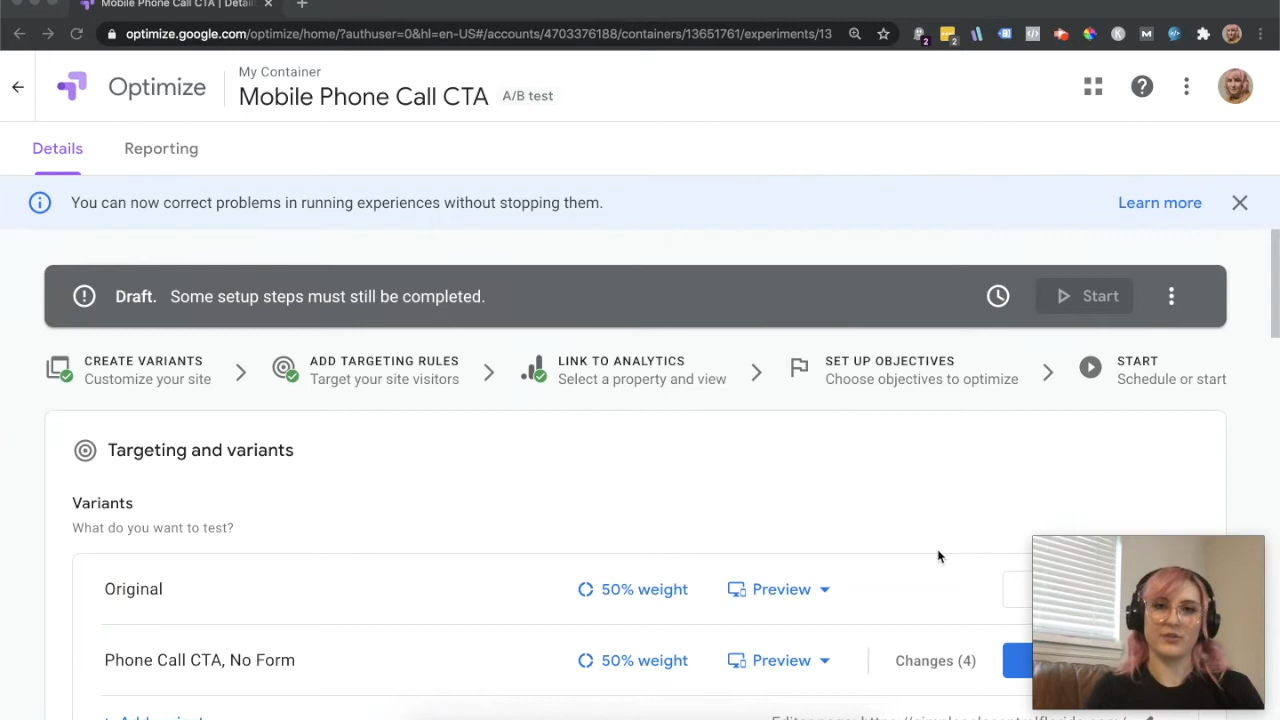 Mobile Phone Call CTA | Detail
optimize.google.com/optimize/home/?authuser=0&hl=en-US#/accounts/4703376188/containers/13651761/experiments/13
2
2
Optimize
My Container
Mobile Phone Call CTA
A/B test
Details
Reporting
You can now correct problems in running experiences without stopping them.
Learn more
Draft. Some setup steps must still be completed.
Start
CREATE VARIANTS
Customize your site
ADD TARGETING RULES
Target your site visitors
LINK TO ANALYTICS
Select a property and view
SET UP OBJECTIVES
Choose objectives to optimize
START
Schedule or start
Targeting and variants
Variants
What do you want to test?
Original
50% weight
Preview
Phone Call CTA, No Form
50% weight
Preview
Changes (4)